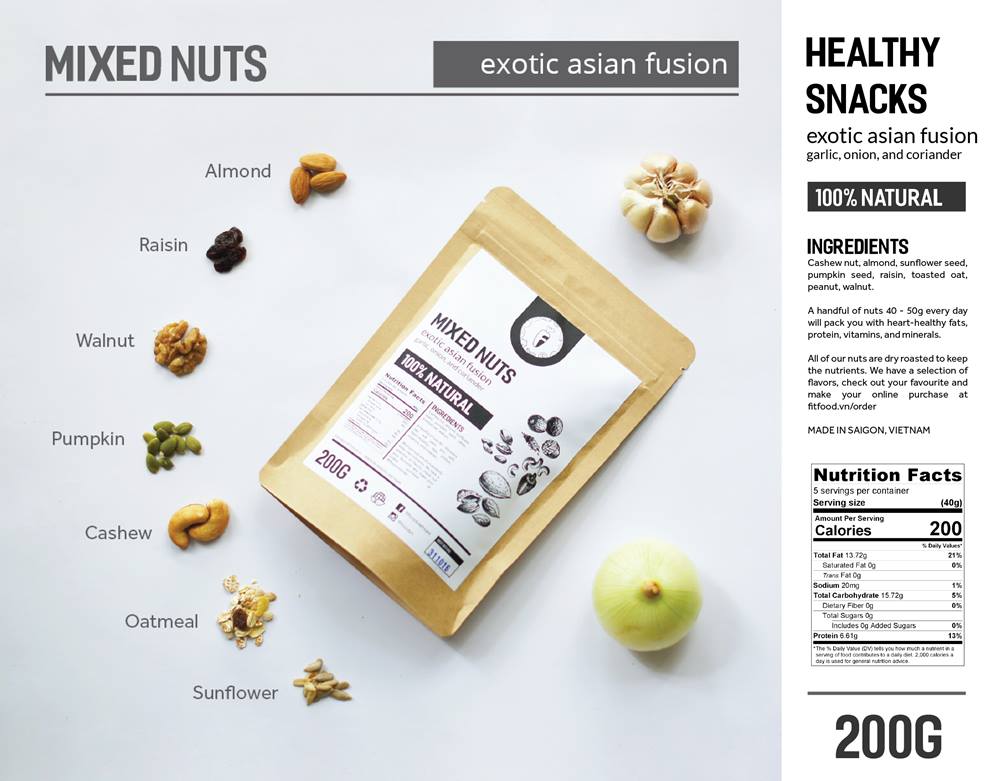 MIXED NUTS
exotic asian fusion
Almond
Raisin
Walnut
Pumpkin
Cashew
Oatmeal
Sunflower
MIXED NUTS
exotic asian fusion
garlic, onion, and coriander
100% NATURAL
Nutrition Facts
200
INGREDIENTS
200G
311016
HEALTHY
SNACKS
exotic asian fusion
garlic, onion, and coriander
100% NATURAL
INGREDIENTS
Cashew nut, almond, sunflower seed,
pumpkin seed, raisin, toasted oat,
peanut, walnut.
A handful of nuts 40 - 50g every day
will pack you with heart-healthy fats,
protein, vitamins, and minerals.
All of our nuts are dry roasted to keep
the nutrients. We have a selection of
flavors, check out your favourite and
make your online purchase at
fitfood.vn/order
MADE IN SAIGON, VIETNAM
Nutrition Facts
5 servings per container
Serving size (40g)
Amount Per Serving
Calories 200
% Daily Values*
Total Fat 13.72g 21%
Saturated Fat 0g 0%
Trans Fat 0g
Sodium 20mg 1%
Total Carbohydrate 15.72g 5%
Dietary Fiber 0g 0%
Total Sugars 0g
Includes 0g Added Sugars 0%
Protein 6.61g 13%
*The % Daily Value (DV) tells you how much a nutrient in a
serving of food contributes to a daily diet. 2,000 calories a
day is used for general nutrition advice.
200G